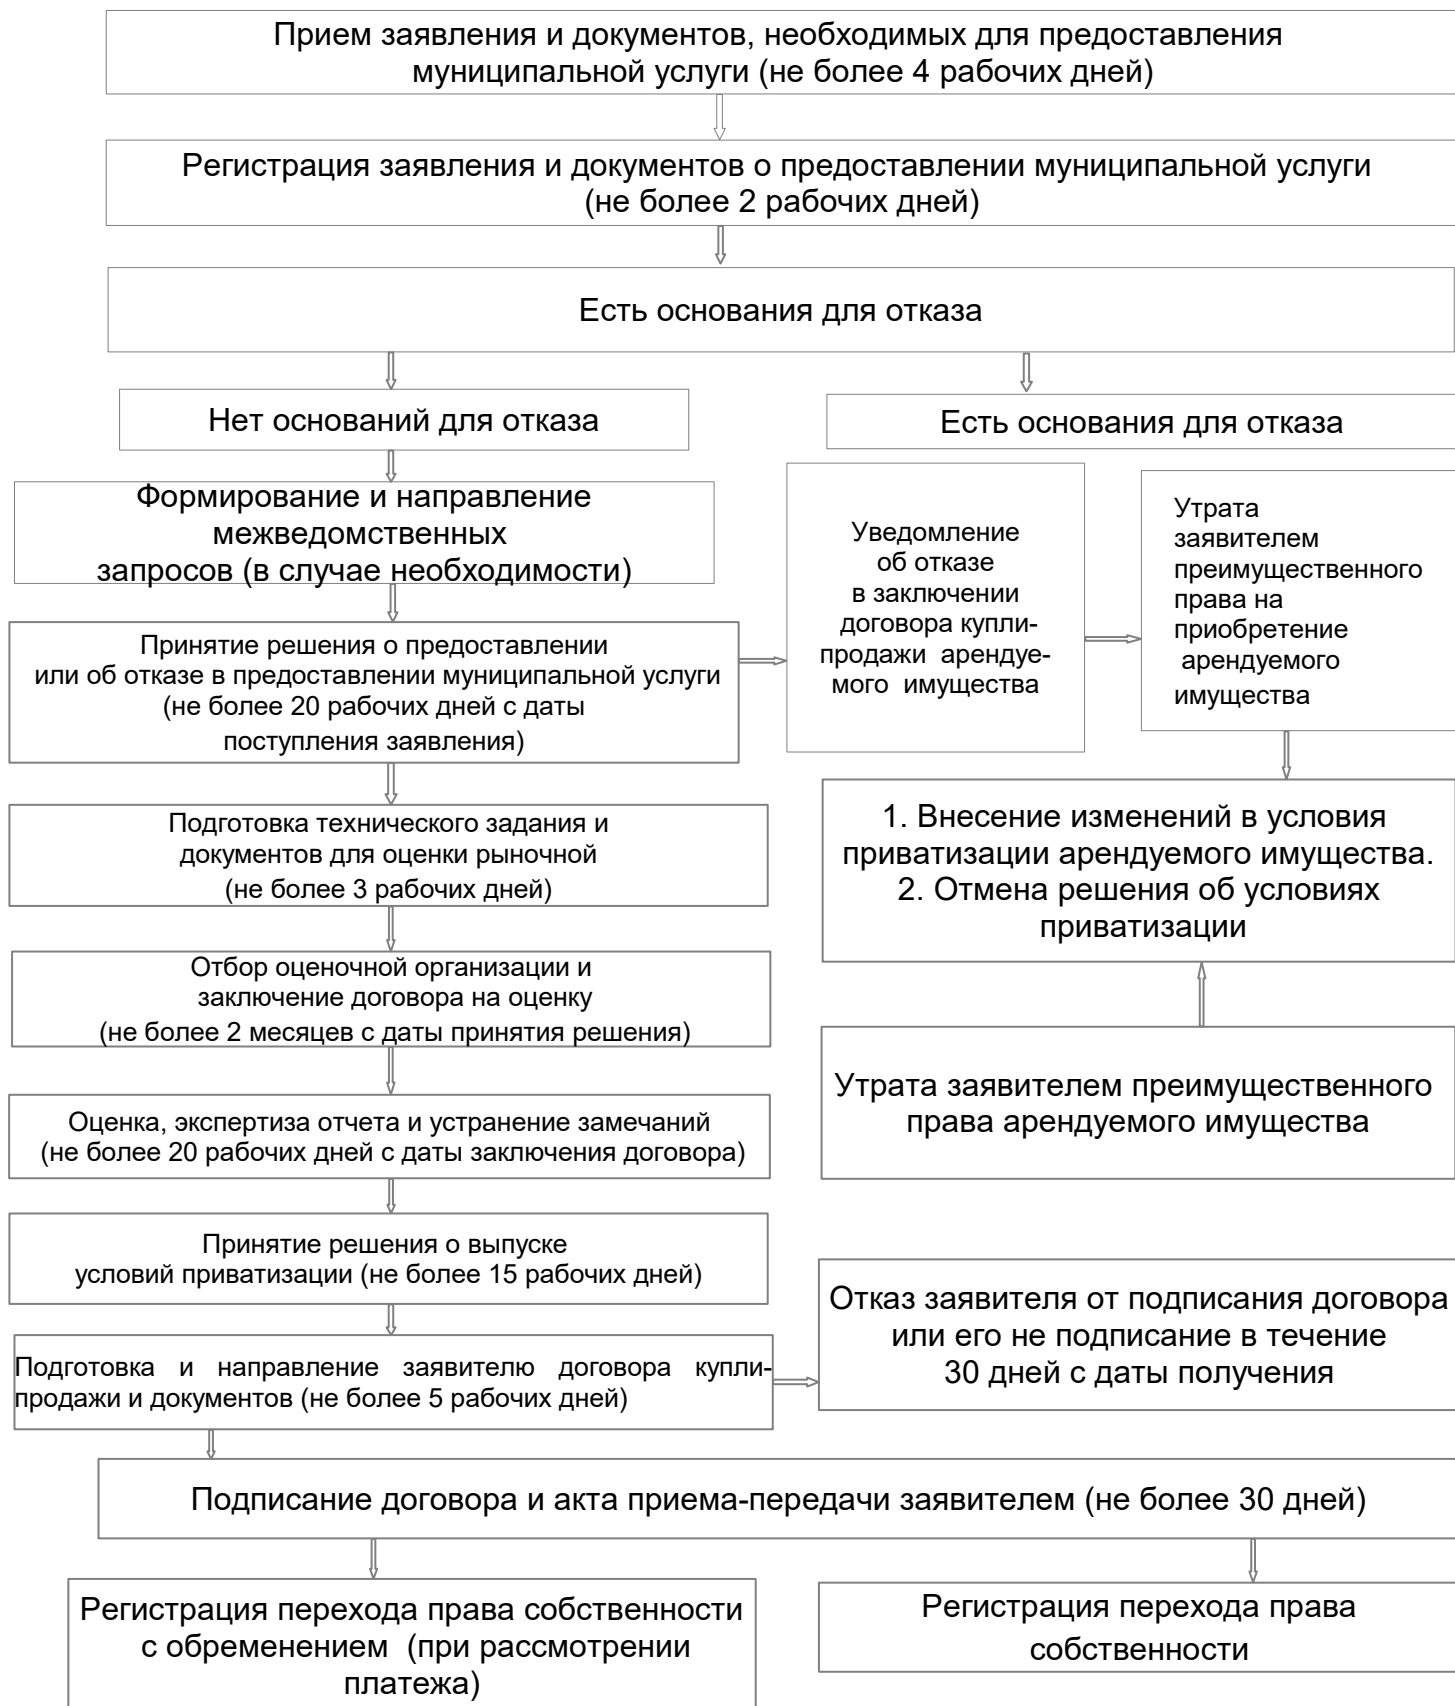 Прием заявления и документов, необходимых для предоставления
муниципальной услуги (не более 4 рабочих дней)
Регистрация заявления и документов о предоставлении муниципальной услуги
(не более 2 рабочих дней)
Есть основания для отказа
Нет оснований для отказа
Есть основания для отказа
Формирование и направление
межведомственных
запросов (в случае необходимости)
Уведомление
об отказе
в заключении
договора купли-
продажи арендуе-
мого имущества
Утрата
заявителем
преимущественного
права на
приобретение
арендуемого
имущества
Принятие решения о предоставлении
или об отказе в предоставлении муниципальной услуги
(не более 20 рабочих дней с даты
поступления заявления)
Подготовка технического задания и
документов для оценки рыночной
(не более 3 рабочих дней)
1. Внесение изменений в условия
приватизации арендуемого имущества.
2. Отмена решения об условиях
приватизации
Отбор оценочной организации и
заключение договора на оценку
(не более 2 месяцев с даты принятия решения)
Утрата заявителем преимущественного
права арендуемого имущества
Оценка, экспертиза отчета и устранение замечаний
(не более 20 рабочих дней с даты заключения договора)
Принятие решения о выпуске
условий приватизации (не более 15 рабочих дней)
Отказ заявителя от подписания договора
или его не подписание в течение
30 дней с даты получения
Подготовка и направление заявителю договора купли-
продажи и документов (не более 5 рабочих дней)
Подписание договора и акта приема-передачи заявителем (не более 30 дней)
Регистрация перехода права собственности
с обременением (при рассмотрении
платежа)
Регистрация перехода права
собственности